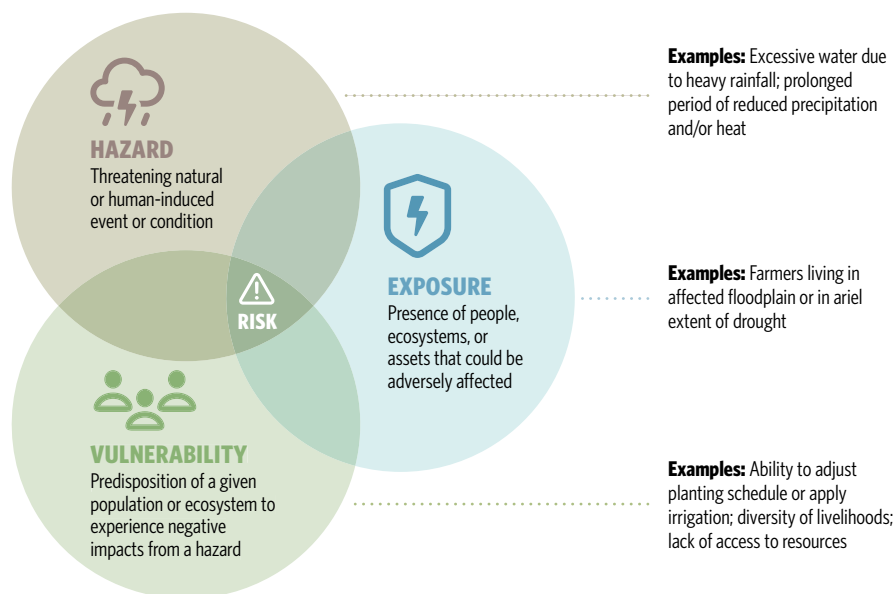 HAZARD
Threatening natural
or human-induced
event or condition
Examples: Excessive water due
to heavy rainfall; prolonged
period of reduced precipitation
and/or heat
EXPOSURE
Presence of people,
ecosystems, or
assets that could be
adversely affected
Examples: Farmers living in
affected floodplain or in ariel
extent of drought
RISK
VULNERABILITY
Predisposition of a given
population or ecosystem to
experience negative
impacts from a hazard
Examples: Ability to adjust
planting schedule or apply
irrigation; diversity of livelihoods;
lack of access to resources